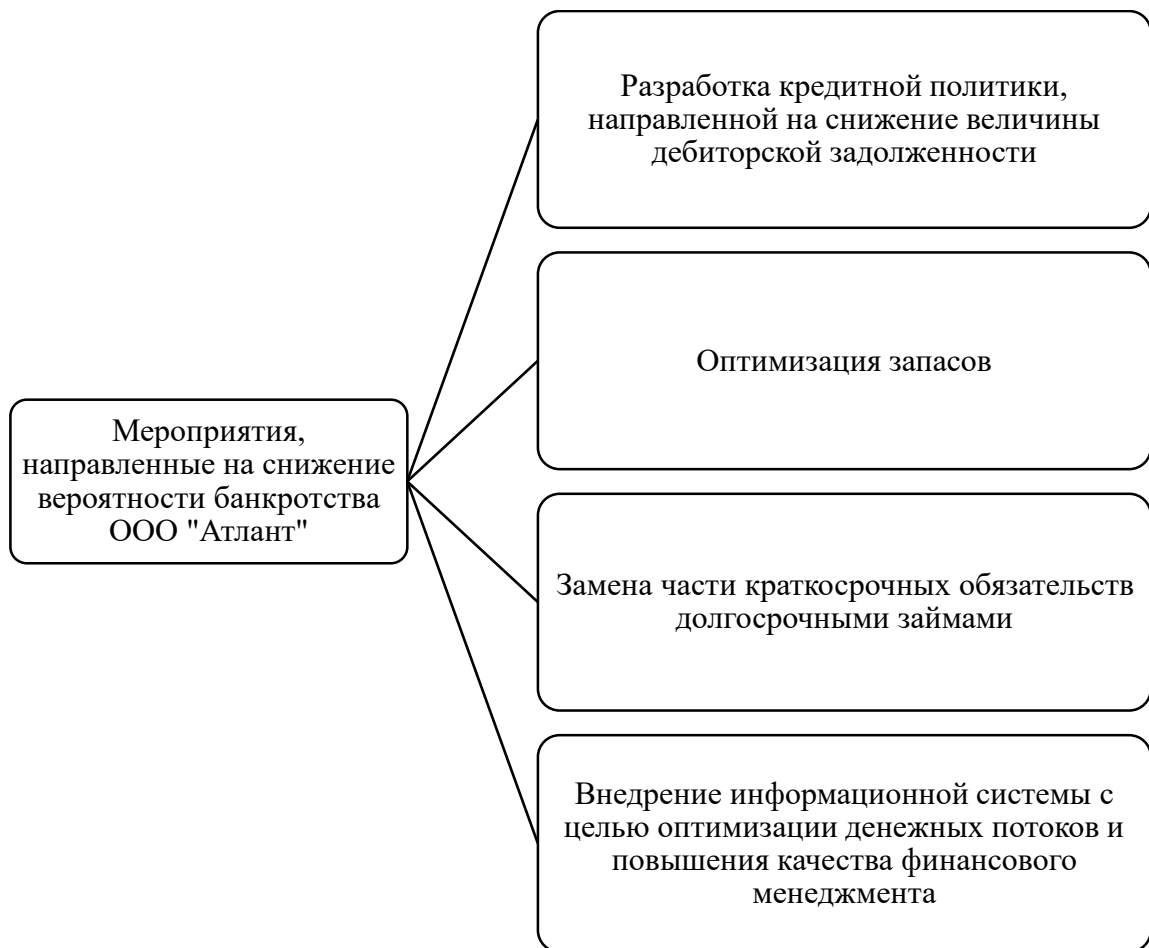 Разработка кредитной политики,
направленной на снижение величины
дебиторской задолженности
Оптимизация запасов
Мероприятия,
направленные на снижение
вероятности банкротства
ООО "Атлант"
Замена части краткосрочных обязательств
долгосрочными займами
Внедрение информационной системы с
целью оптимизации денежных потоков и
повышения качества финансового
менеджмента